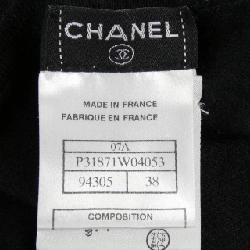 CHANEL
MADE IN FRANCE
FABRIQUE EN FRANCE
07A
P31871W04053
94305 38
COMPOSITION